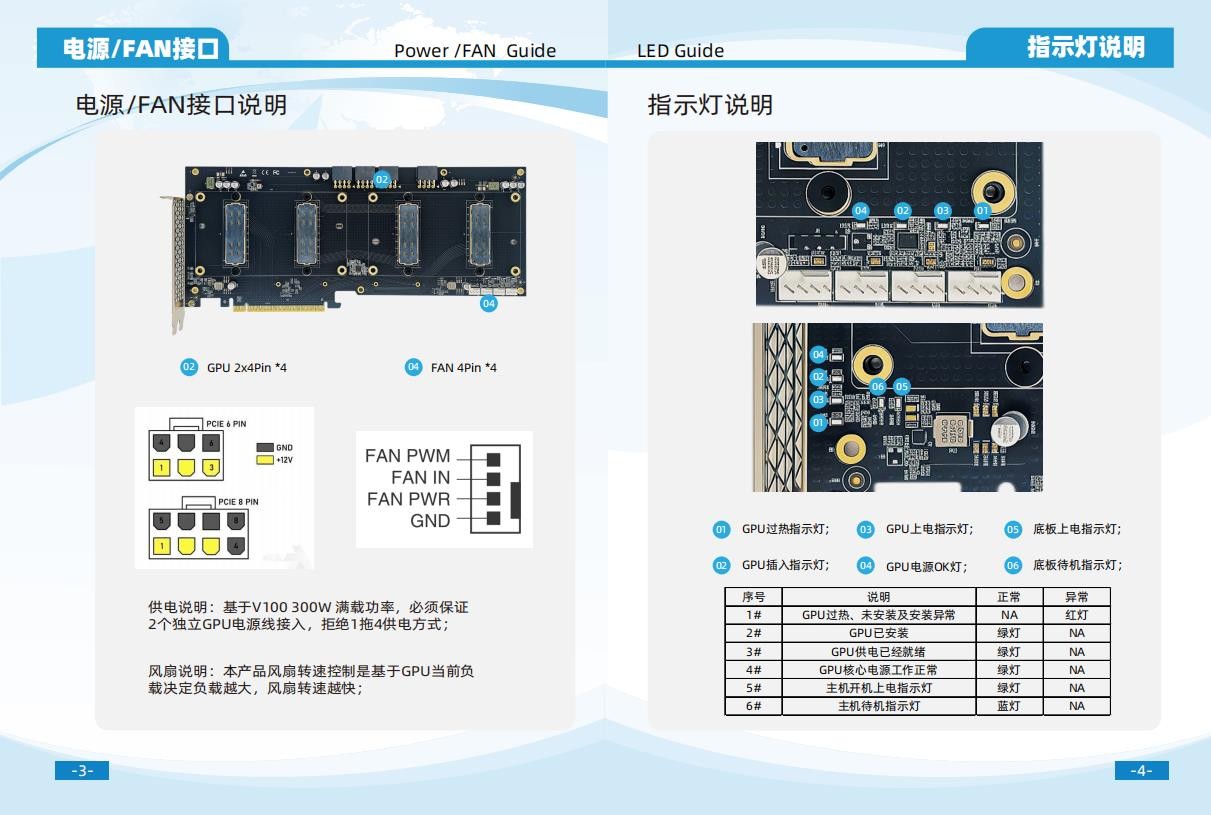 电源/FAN接口
Power /FAN Guide
电源/FAN接口说明
02
04
02 GPU 2x4Pin *4
04 FAN 4Pin *4
PCIE 6 PIN
4
6
1
3
GND
+12V
PCIE 8 PIN
5
8
1
4
FAN PWM
FAN IN
FAN PWR
GND
供电说明：基于V100 300W 满载功率，必须保证
2个独立GPU电源线接入，拒绝1拖4供电方式；
风扇说明：本产品风扇转速控制是基于GPU当前负
载决定负载越大，风扇转速越快；
-3-
LED Guide
指示灯说明
指示灯说明
04 02 03 01
04
02
03
01
06 05
01 GPU过热指示灯； 03 GPU上电指示灯； 05 底板上电指示灯；
02 GPU插入指示灯； 04 GPU电源OK灯； 06 底板待机指示灯；
序号 说明 正常 异常
1# GPU过热、未安装及安装异常 NA 红灯
2# GPU已安装 绿灯 NA
3# GPU供电已经就绪 绿灯 NA
4# GPU核心电源工作正常 绿灯 NA
5# 主机开机上电指示灯 绿灯 NA
6# 主机待机指示灯 蓝灯 NA
-4-